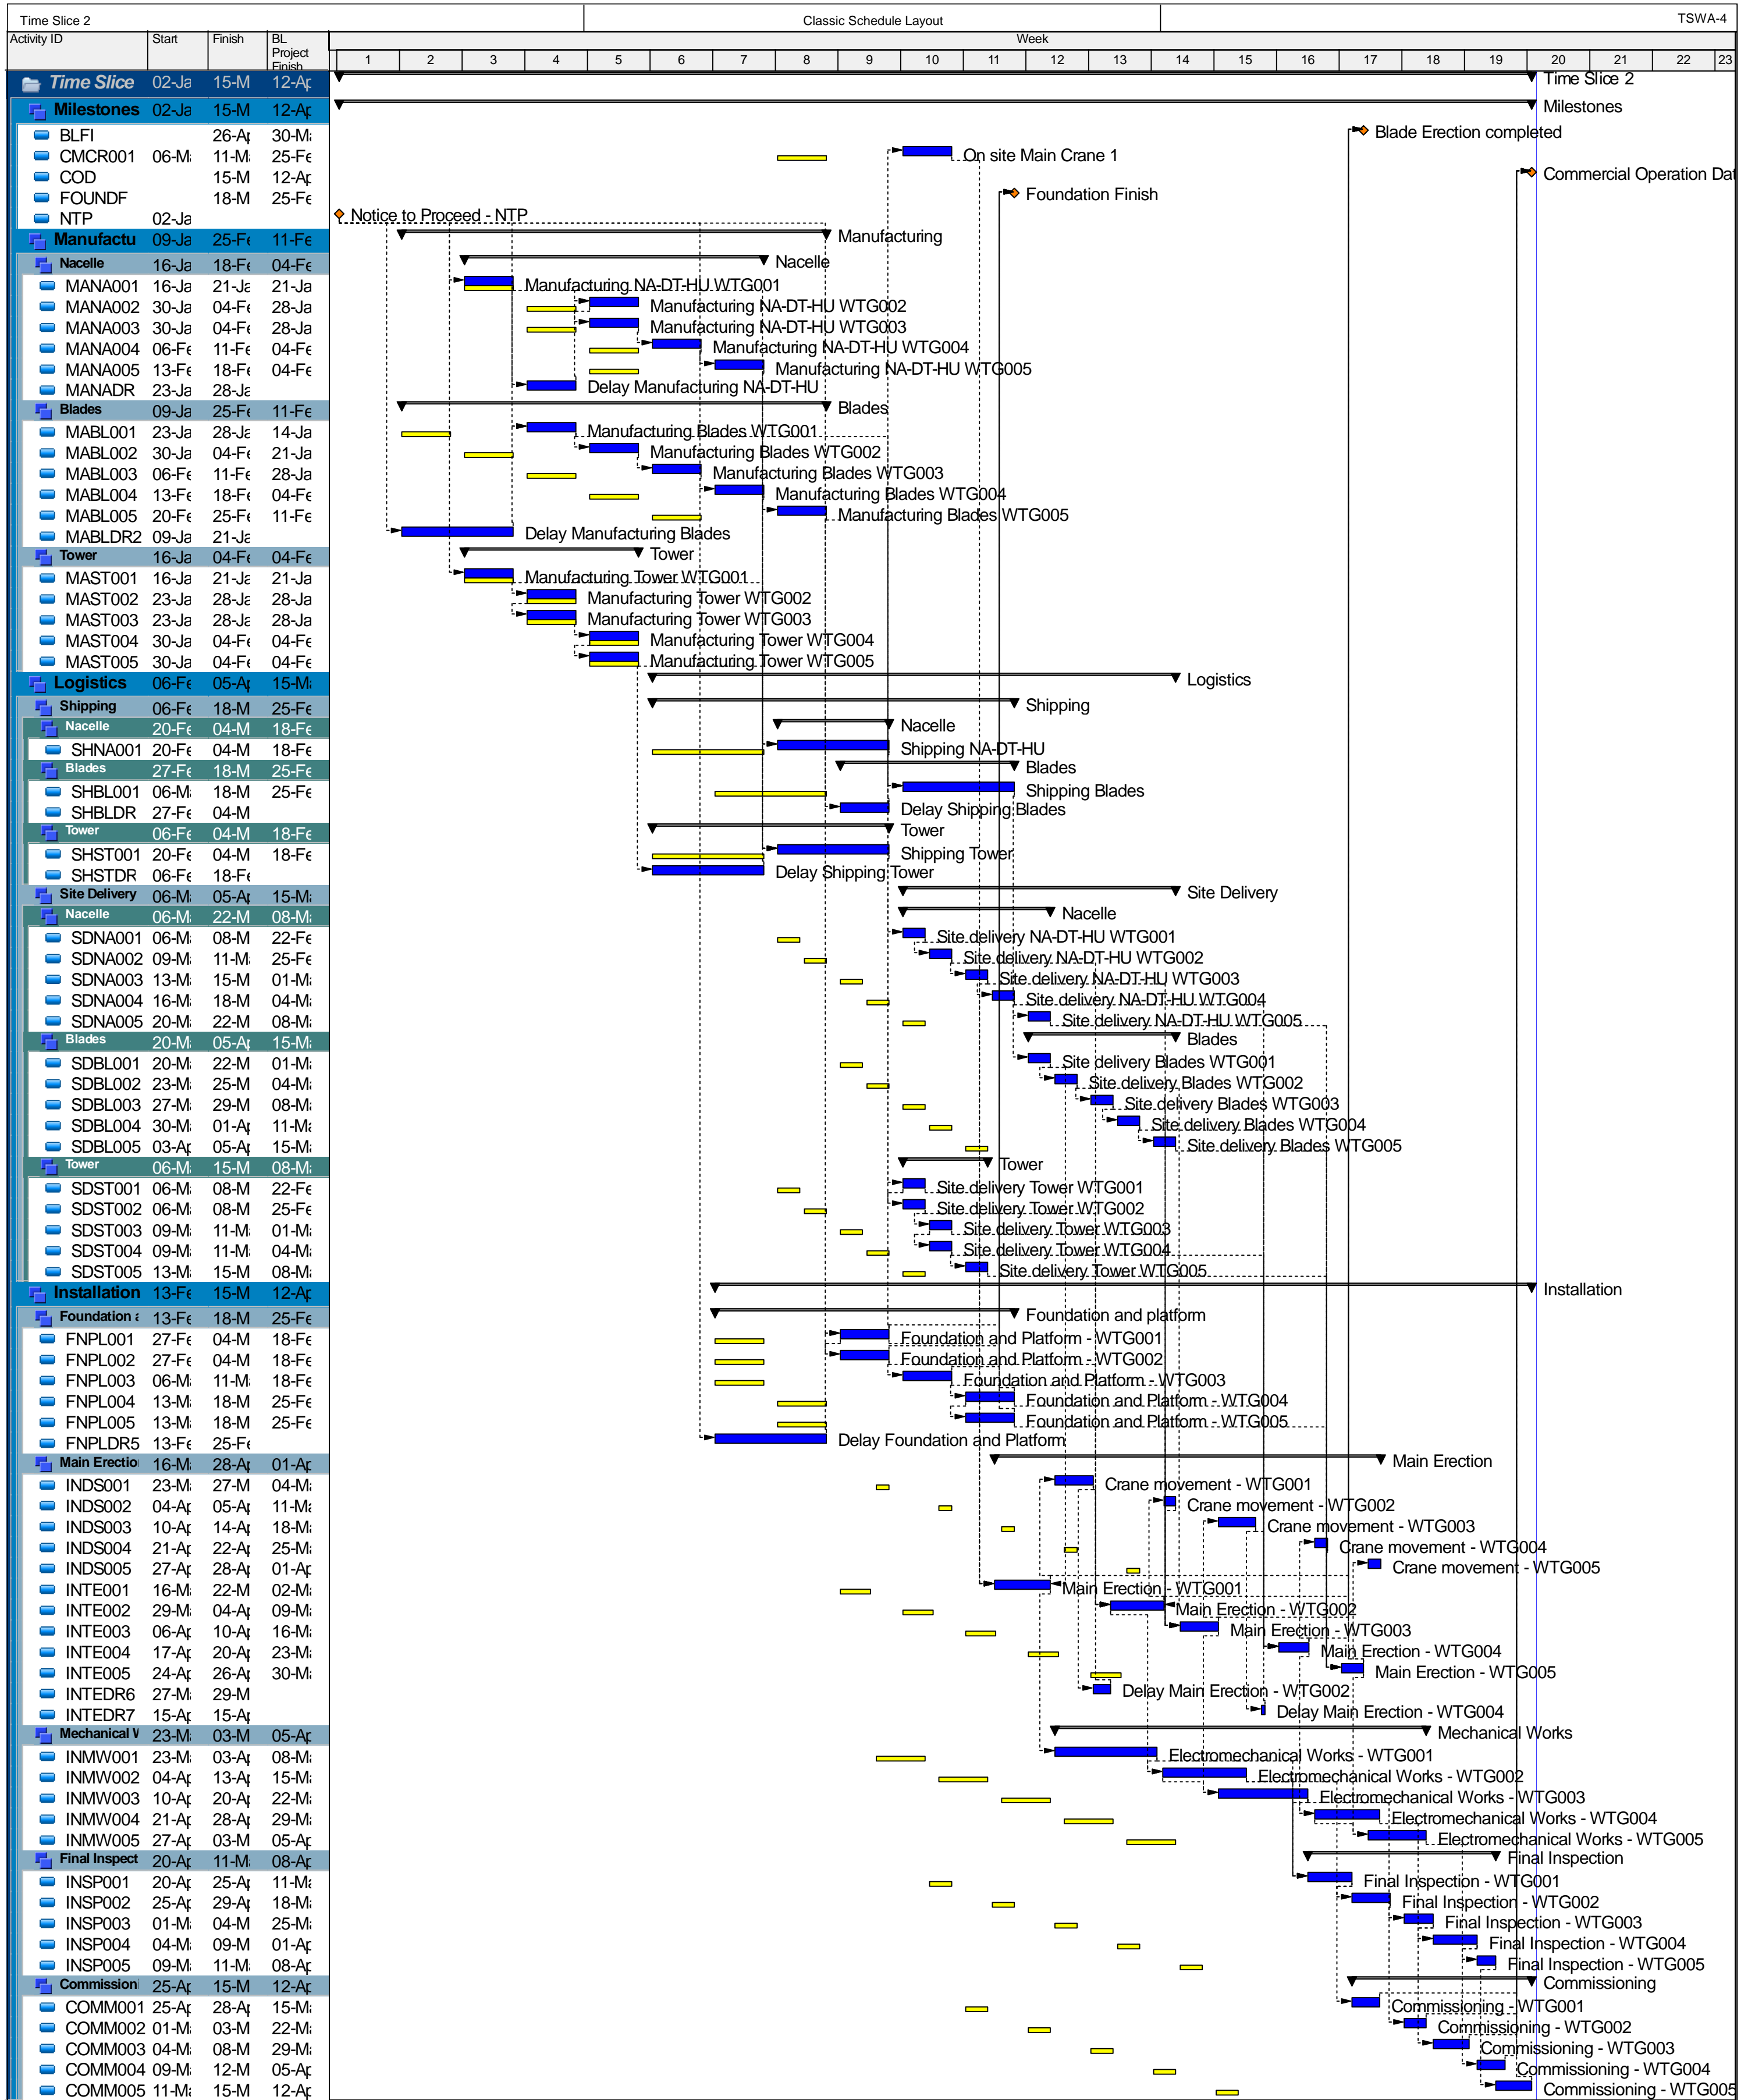 Time Slice 2 Classic Schedule Layout TSWA-4
Activity ID Start Finish BL Project Finish Week
1 2 3 4 5 6 7 8 9 10 11 12 13 14 15 16 17 18 19 20 21 22 23
Time Slice 02-Ja 15-M 12-Ap Time Slice 2
Milestones 02-Ja 15-M 12-Ap Milestones
BLFI 26-Ap 30-Ma Blade Erection completed
CMCR001 06-Ma 11-Ma 25-Fe On site Main Crane 1
COD 15-M 12-Ap Commercial Operation Dat
FOUNDF 18-M 25-Fe Foundation Finish
NTP 02-Ja Notice to Proceed - NTP
Manufactu 09-Ja 25-Fe 11-Fe Manufacturing
Nacelle 16-Ja 18-Fe 04-Fe Nacelle
MANA001 16-Ja 21-Ja 21-Ja Manufacturing NA-DT-HU WTG001
MANA002 30-Ja 04-Fe 28-Ja Manufacturing NA-DT-HU WTG002
MANA003 30-Ja 04-Fe 28-Ja Manufacturing NA-DT-HU WTG003
MANA004 06-Fe 11-Fe 04-Fe Manufacturing NA-DT-HU WTG004
MANA005 13-Fe 18-Fe 04-Fe Manufacturing NA-DT-HU WTG005
MANADR 23-Ja 28-Ja Delay Manufacturing NA-DT-HU
Blades 09-Ja 25-Fe 11-Fe Blades
MABL001 23-Ja 28-Ja 14-Ja Manufacturing Blades WTG001
MABL002 30-Ja 04-Fe 21-Ja Manufacturing Blades WTG002
MABL003 06-Fe 11-Fe 28-Ja Manufacturing Blades WTG003
MABL004 13-Fe 18-Fe 04-Fe Manufacturing Blades WTG004
MABL005 20-Fe 25-Fe 11-Fe Manufacturing Blades WTG005
MABLDR2 09-Ja 21-Ja Delay Manufacturing Blades
Tower 16-Ja 04-Fe 04-Fe Tower
MAST001 16-Ja 21-Ja 21-Ja Manufacturing Tower WTG001
MAST002 23-Ja 28-Ja 28-Ja Manufacturing Tower WTG002
MAST003 23-Ja 28-Ja 28-Ja Manufacturing Tower WTG003
MAST004 30-Ja 04-Fe 04-Fe Manufacturing Tower WTG004
MAST005 30-Ja 04-Fe 04-Fe Manufacturing Tower WTG005
Logistics 06-Fe 05-Ap 15-Ma Logistics
Shipping 06-Fe 18-M 25-Fe Shipping
Nacelle 20-Fe 04-M 18-Fe Nacelle
SHNA001 20-Fe 04-M 18-Fe Shipping NA-DT-HU
Blades 27-Fe 18-M 25-Fe Blades
SHBL001 06-Ma 18-M 25-Fe Shipping Blades
SHBLDR 27-Fe 04-M Delay Shipping Blades
Tower 06-Fe 04-M 18-Fe Tower
SHST001 20-Fe 04-M 18-Fe Shipping Tower
SHSTDR 06-Fe 18-Fe Delay Shipping Tower
Site Delivery 06-Ma 05-Ap 15-Ma Site Delivery
Nacelle 06-Ma 22-M 08-Ma Nacelle
SDNA001 06-Ma 08-M 22-Fe Site delivery NA-DT-HU WTG001
SDNA002 09-Ma 11-Ma 25-Fe Site delivery NA-DT-HU WTG002
SDNA003 13-Ma 15-M 01-Ma Site delivery NA-DT-HU WTG003
SDNA004 16-Ma 18-M 04-Ma Site delivery NA-DT-HU WTG004
SDNA005 20-Ma 22-M 08-Ma Site delivery NA-DT-HU WTG005
Blades 20-Ma 05-Ap 15-Ma Blades
SDBL001 20-Ma 22-M 01-Ma Site delivery Blades WTG001
SDBL002 23-Ma 25-M 04-Ma Site delivery Blades WTG002
SDBL003 27-Ma 29-M 08-Ma Site delivery Blades WTG003
SDBL004 30-Ma 01-Ap 11-Ma Site delivery Blades WTG004
SDBL005 03-Ap 05-Ap 15-Ma Site delivery Blades WTG005
Tower 06-Ma 15-M 08-Ma Tower
SDST001 06-Ma 08-M 22-Fe Site delivery Tower WTG001
SDST002 06-Ma 08-M 25-Fe Site delivery Tower WTG002
SDST003 09-Ma 11-Ma 01-Ma Site delivery Tower WTG003
SDST004 09-Ma 11-Ma 04-Ma Site delivery Tower WTG004
SDST005 13-Ma 15-M 08-Ma Site delivery Tower WTG005
Installation 13-Fe 15-M 12-Ap Installation
Foundation a 13-Fe 18-M 25-Fe Foundation and platform
FNPL001 27-Fe 04-M 18-Fe Foundation and Platform - WTG001
FNPL002 27-Fe 04-M 18-Fe Foundation and Platform - WTG002
FNPL003 06-Ma 11-Ma 18-Fe Foundation and Platform - WTG003
FNPL004 13-Ma 18-M 25-Fe Foundation and Platform - WTG004
FNPL005 13-Ma 18-M 25-Fe Foundation and Platform - WTG005
FNPLDR5 13-Fe 25-Fe Delay Foundation and Platform
Main Erection 16-Ma 28-Ap 01-Ap Main Erection
INDS001 23-Ma 27-M 04-Ma Crane movement - WTG001
INDS002 04-Ap 05-Ap 11-Ma Crane movement - WTG002
INDS003 10-Ap 14-Ap 18-Ma Crane movement - WTG003
INDS004 21-Ap 22-Ap 25-Ma Crane movement - WTG004
INDS005 27-Ap 28-Ap 01-Ap Crane movement - WTG005
INTE001 16-Ma 22-M 02-Ma Main Erection - WTG001
INTE002 29-Ma 04-Ap 09-Ma Main Erection - WTG002
INTE003 06-Ap 10-Ap 16-Ma Main Erection - WTG003
INTE004 17-Ap 20-Ap 23-Ma Main Erection - WTG004
INTE005 24-Ap 26-Ap 30-Ma Main Erection - WTG005
INTEDR6 27-Ma 29-M Delay Main Erection - WTG002
INTEDR7 15-Ap 15-Ap Delay Main Erection - WTG004
Mechanical W 23-Ma 03-M 05-Ap Mechanical Works
INMW001 23-Ma 03-Ap 08-Ma Electromechanical Works - WTG001
INMW002 04-Ap 13-Ap 15-Ma Electromechanical Works - WTG002
INMW003 10-Ap 20-Ap 22-Ma Electromechanical Works - WTG003
INMW004 21-Ap 28-Ap 29-Ma Electromechanical Works - WTG004
INMW005 27-Ap 03-M 05-Ap Electromechanical Works - WTG005
Final Inspect 20-Ap 11-Ma 08-Ap Final Inspection
INSP001 20-Ap 25-Ap 11-Ma Final Inspection - WTG001
INSP002 25-Ap 29-Ap 18-Ma Final Inspection - WTG002
INSP003 01-Ma 04-M 25-Ma Final Inspection - WTG003
INSP004 04-Ma 09-M 01-Ap Final Inspection - WTG004
INSP005 09-Ma 11-Ma 08-Ap Final Inspection - WTG005
Commission 25-Ap 15-M 12-Ap Commissioning
COMM001 25-Ap 28-Ap 15-Ma Commissioning - WTG001
COMM002 01-Ma 03-M 22-Ma Commissioning - WTG002
COMM003 04-Ma 08-M 29-Ma Commissioning - WTG003
COMM004 09-Ma 12-M 05-Ap Commissioning - WTG004
COMM005 11-Ma 15-M 12-Ap Commissioning - WTG005